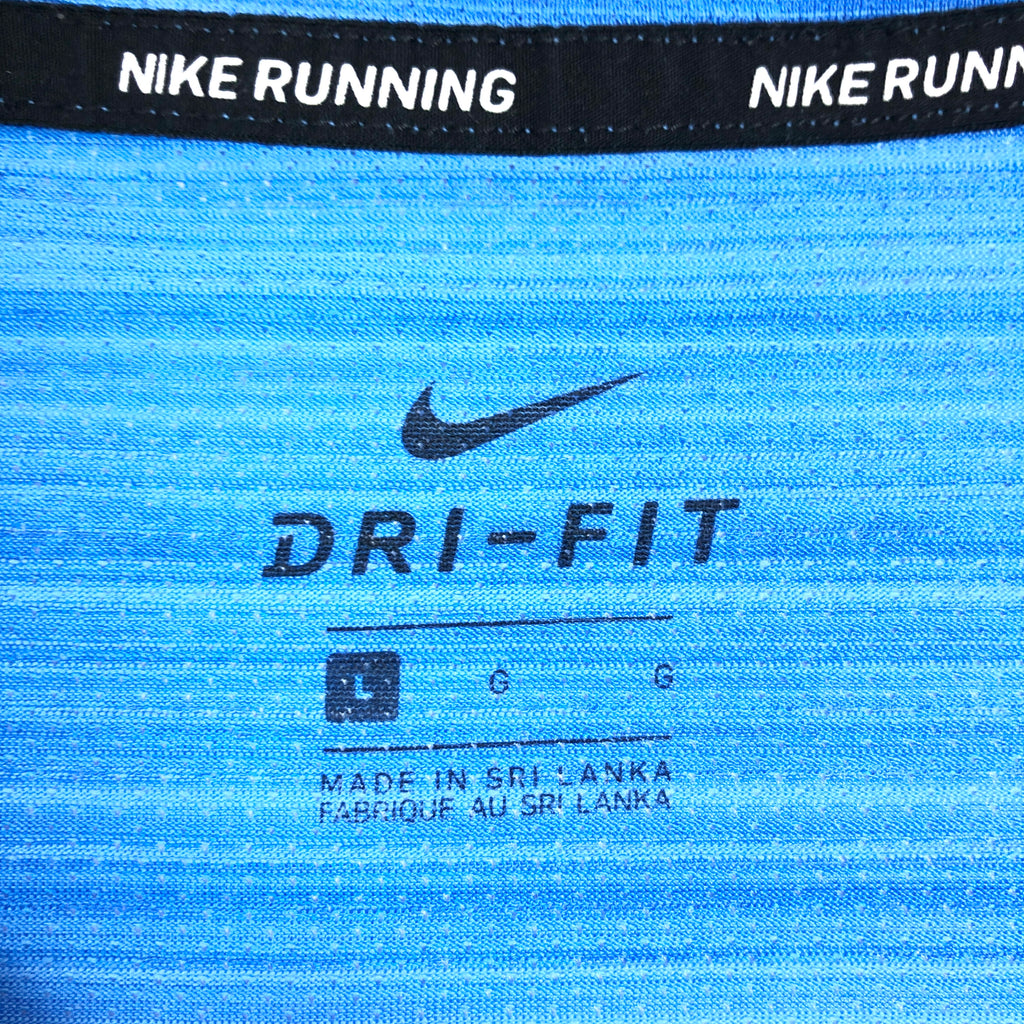 NIKE RUNNING NIKE RUNN
DRI-FIT
L G G
MADE IN SRI LANKA
FABRIQUE AU SRI LANKA